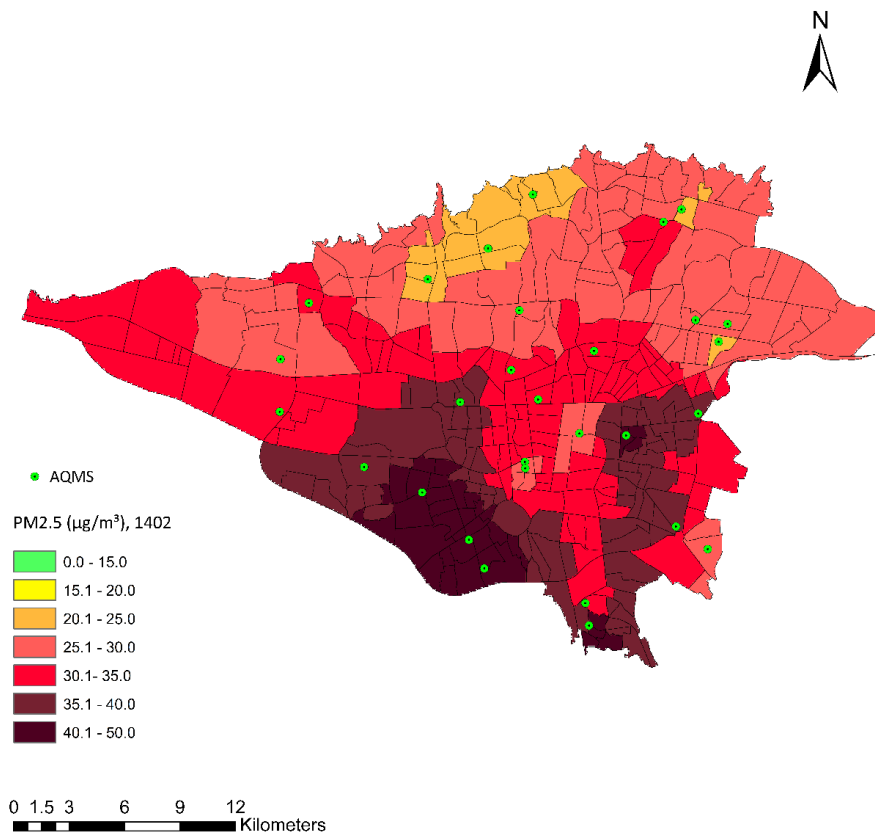 N
AQMS
PM2.5 (µg/m³), 1402
0.0 - 15.0
15.1 - 20.0
20.1 - 25.0
25.1 - 30.0
30.1- 35.0
35.1 - 40.0
40.1 - 50.0
0 1.5 3 6 9 12
Kilometers